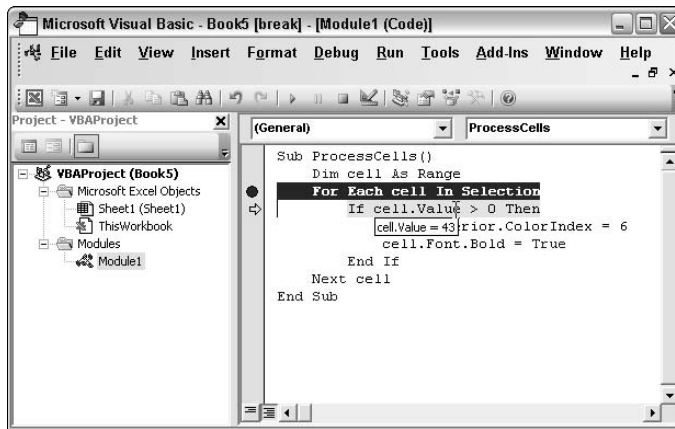 Microsoft Visual Basic - Book5 [break] - [Module1 (Code)]
File Edit View Insert Format Debug Run Tools Add-Ins Window Help
Project - VBAProject
VBAProject (Book5)
Microsoft Excel Objects
Sheet1 (Sheet1)
ThisWorkbook
Modules
Module1
(General)
ProcessCells
Sub ProcessCells()
Dim cell As Range
For Each cell In Selection
If cell.Value > 0 Then
cell.Value = 43
rior.ColorIndex = 6
cell.Font.Bold = True
End If
Next cell
End Sub